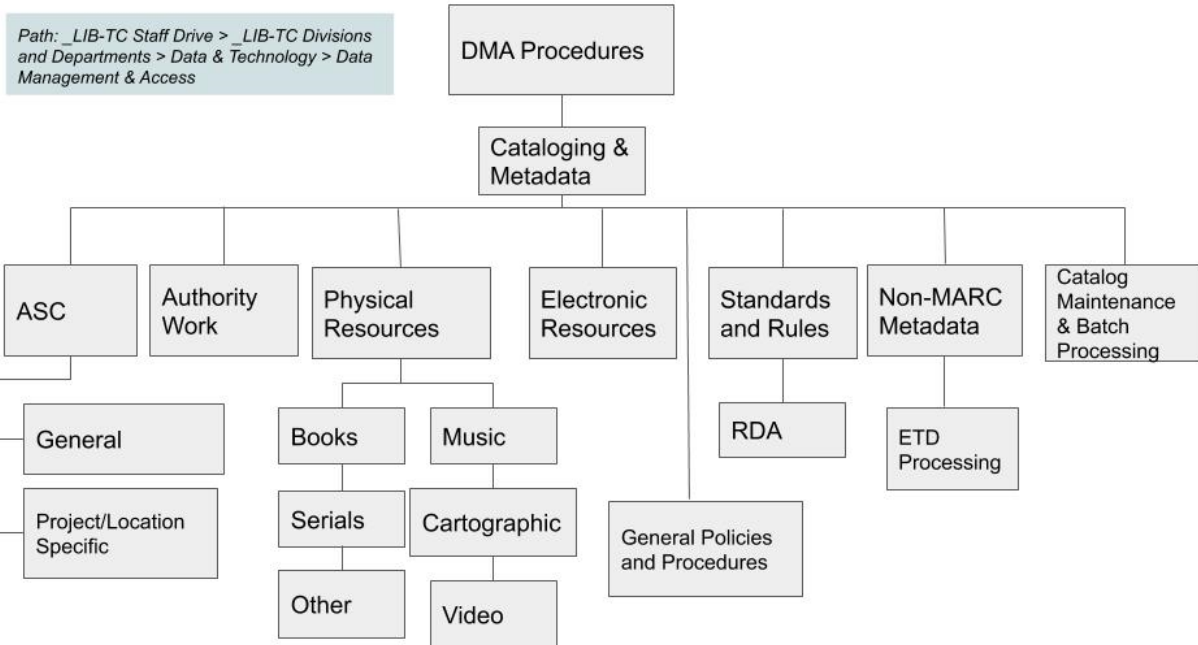 Path: _LIB-TC Staff Drive > _LIB-TC Divisions
and Departments > Data & Technology > Data
Management & Access
DMA Procedures
Cataloging &
Metadata
ASC
Authority
Work
Physical
Resources
Electronic
Resources
Standards
and Rules
Non-MARC
Metadata
Catalog
Maintenance
& Batch
Processing
General
Project/Location
Specific
Books
Serials
Other
Music
Cartographic
Video
General Policies
and Procedures
RDA
ETD
Processing